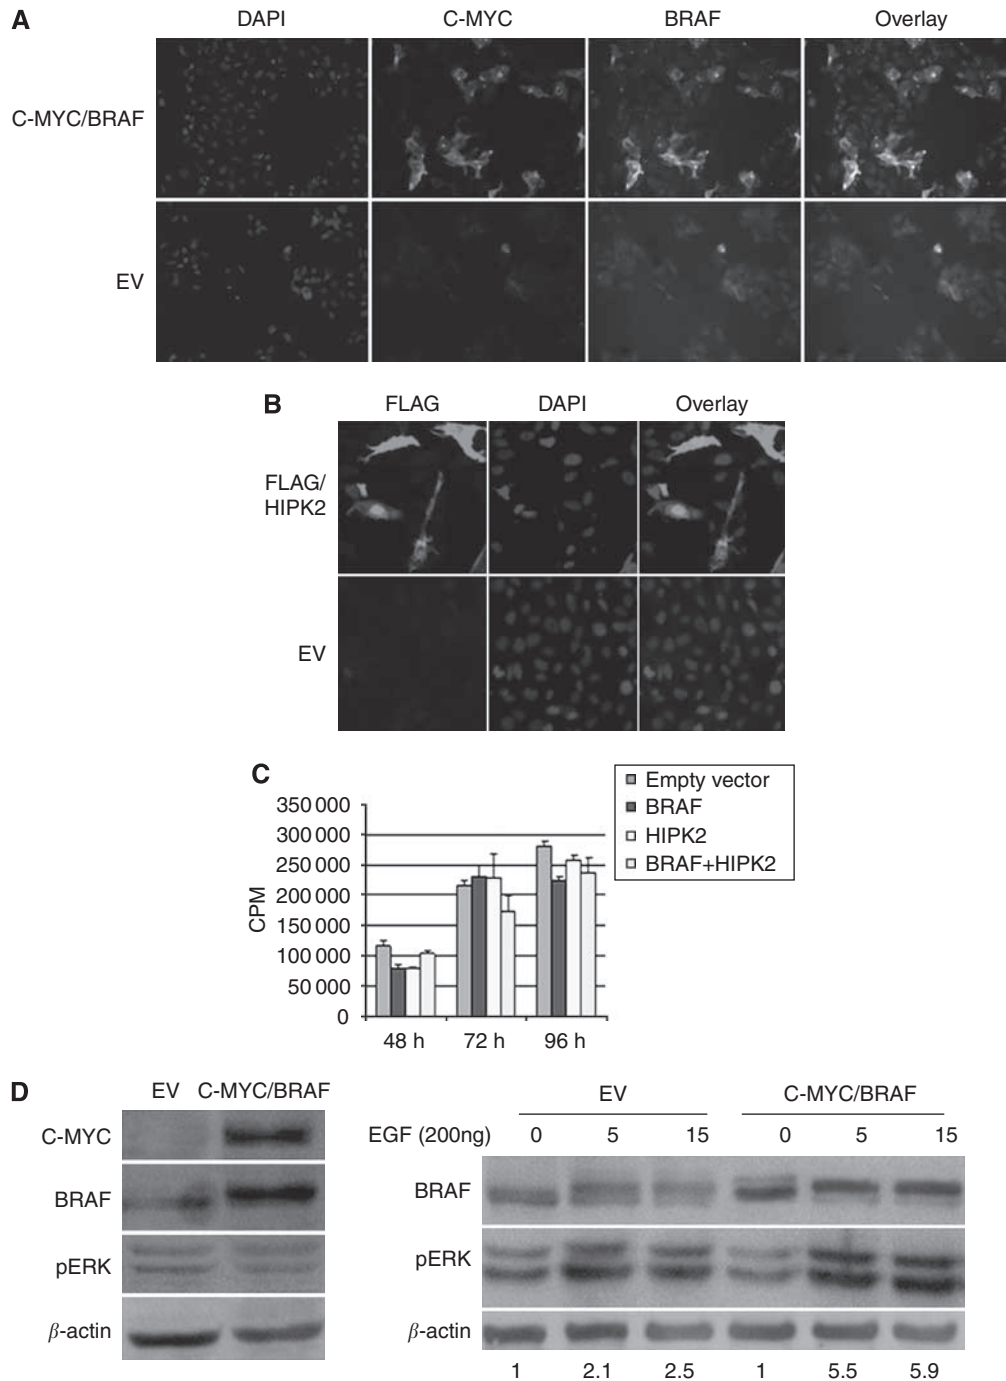 A
DAPI C-MYC BRAF Overlay
C-MYC/BRAF
EV
B
FLAG DAPI Overlay
FLAG/
HIPK2
EV
C
350 000
300 000
250 000
200 000
150 000
100 000
50 000
0
CPM
48 h 72 h 96 h
Empty vector
BRAF
HIPK2
BRAF+HIPK2
D
EV C-MYC/BRAF
C-MYC
BRAF
pERK
β-actin
EV C-MYC/BRAF
EGF (200ng) 0 5 15 0 5 15
BRAF
pERK
β-actin
1 2.1 2.5 1 5.5 5.9